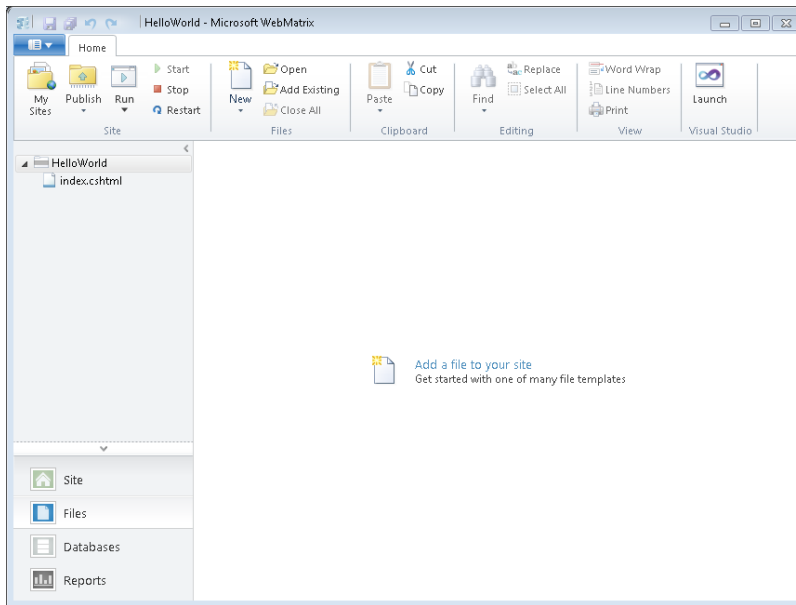 HelloWorld - Microsoft WebMatrix
Home
My Sites
Publish
Run
Start
Stop
Restart
Site
New
Open
Add Existing
Close All
Files
Paste
Cut
Copy
Clipboard
Find
Replace
Select All
Editing
Word Wrap
Line Numbers
Print
View
Launch
Visual Studio
HelloWorld
index.cshtml
Add a file to your site
Get started with one of many file templates
Site
Files
Databases
Reports